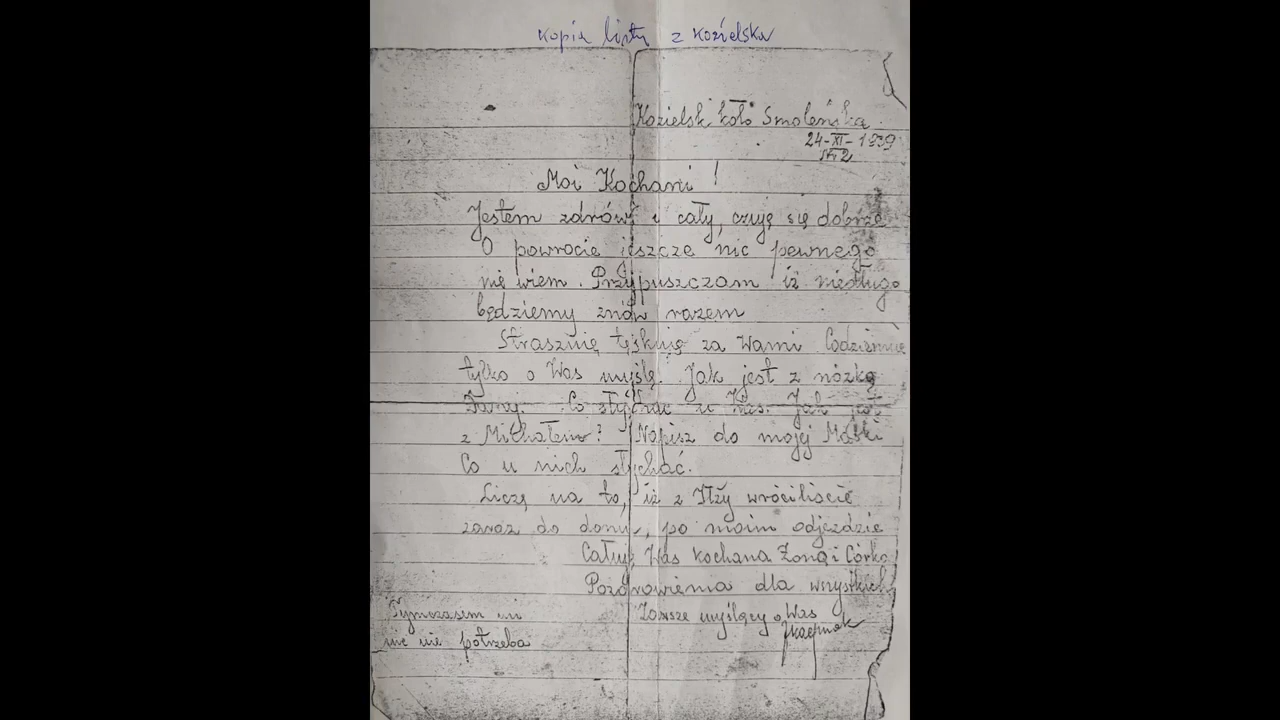 kopia listu z Kozielska
Kozielsk koło Smoleńska
24-XI-1939
Moi Kochani!
Jestem zdrów i cały, czuję się dobrze
O powrocie jeszcze nic pewnego
nie wiem. Przypuszczam iż niedługo
będziemy znów razem
Strasznie tęsknię za Wami Codziennie
tylko o Was myślę. Jak jest z nóżką
Co słychać u Was. Jak jest
z Michałem? Napisz do mojej Matki
Co u nich słychać.
Liczę na to, iż z Iłży wróciliście
zaraz do domu, po moim odjeździe
Całuję Was kochana Żono i Córko
Pozdrowienia dla wszystkich
Zawsze myślący o Was
Tymczasem mi
nic nie potrzeba